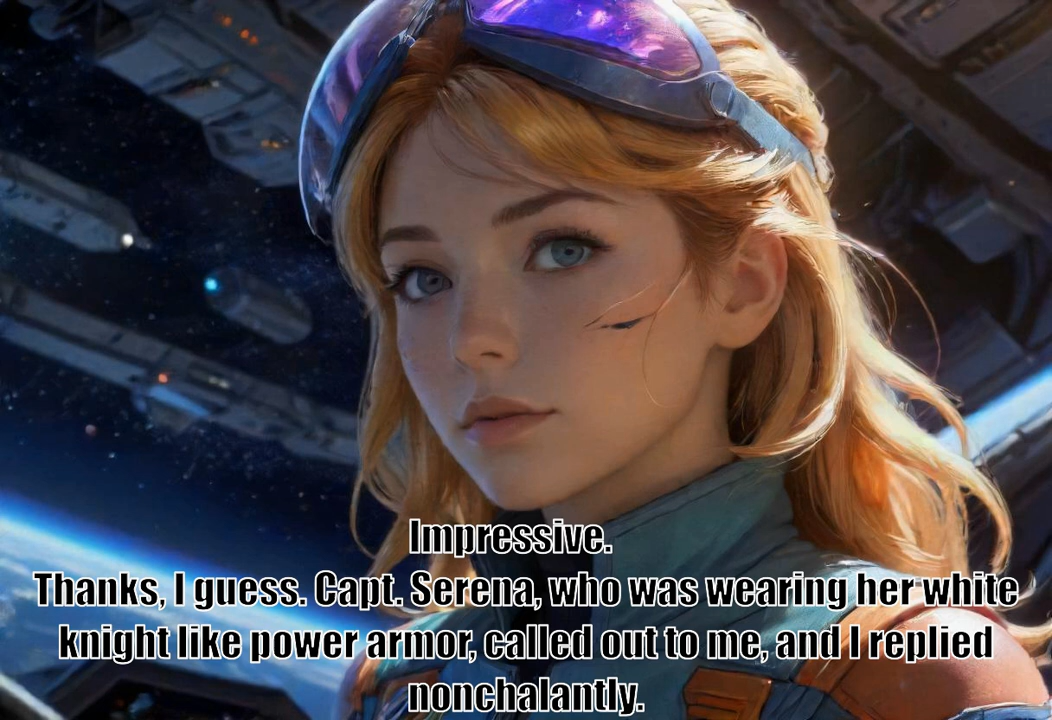 Impressive.
Thanks, I guess. Capt. Serena, who was wearing her white
knight like power armor, called out to me, and I replied
nonchalantly.